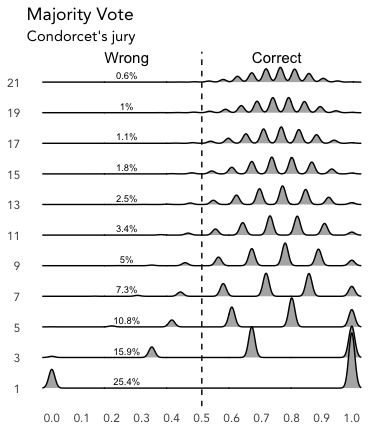 Majority Vote
Condorcet's jury
Wrong Correct
21 0.6%
19 1%
17 1.1%
15 1.8%
13 2.5%
11 3.4%
9 5%
7 7.3%
5 10.8%
3 15.9%
1 25.4%
0.0 0.1 0.2 0.3 0.4 0.5 0.6 0.7 0.8 0.9 1.0